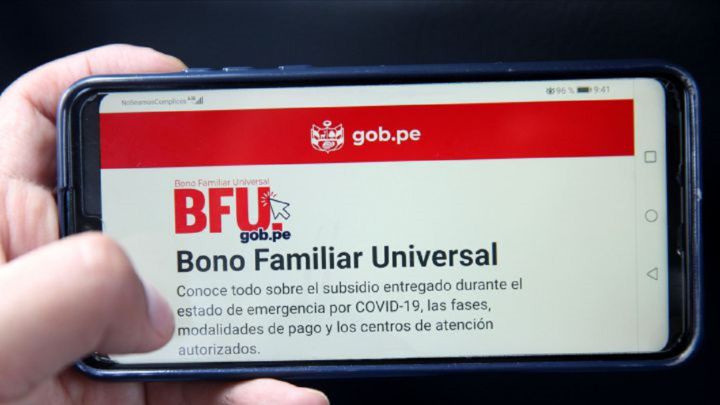 NoSeamosCumplices 4G
96 % 9:41
gob.pe
Bono Familiar Universal
BFU.
gob.pe
Bono Familiar Universal
Conoce todo sobre el subsidio entregado durante el
estado de emergencia por COVID-19, las fases,
modalidades de pago y los centros de atención
autorizados.